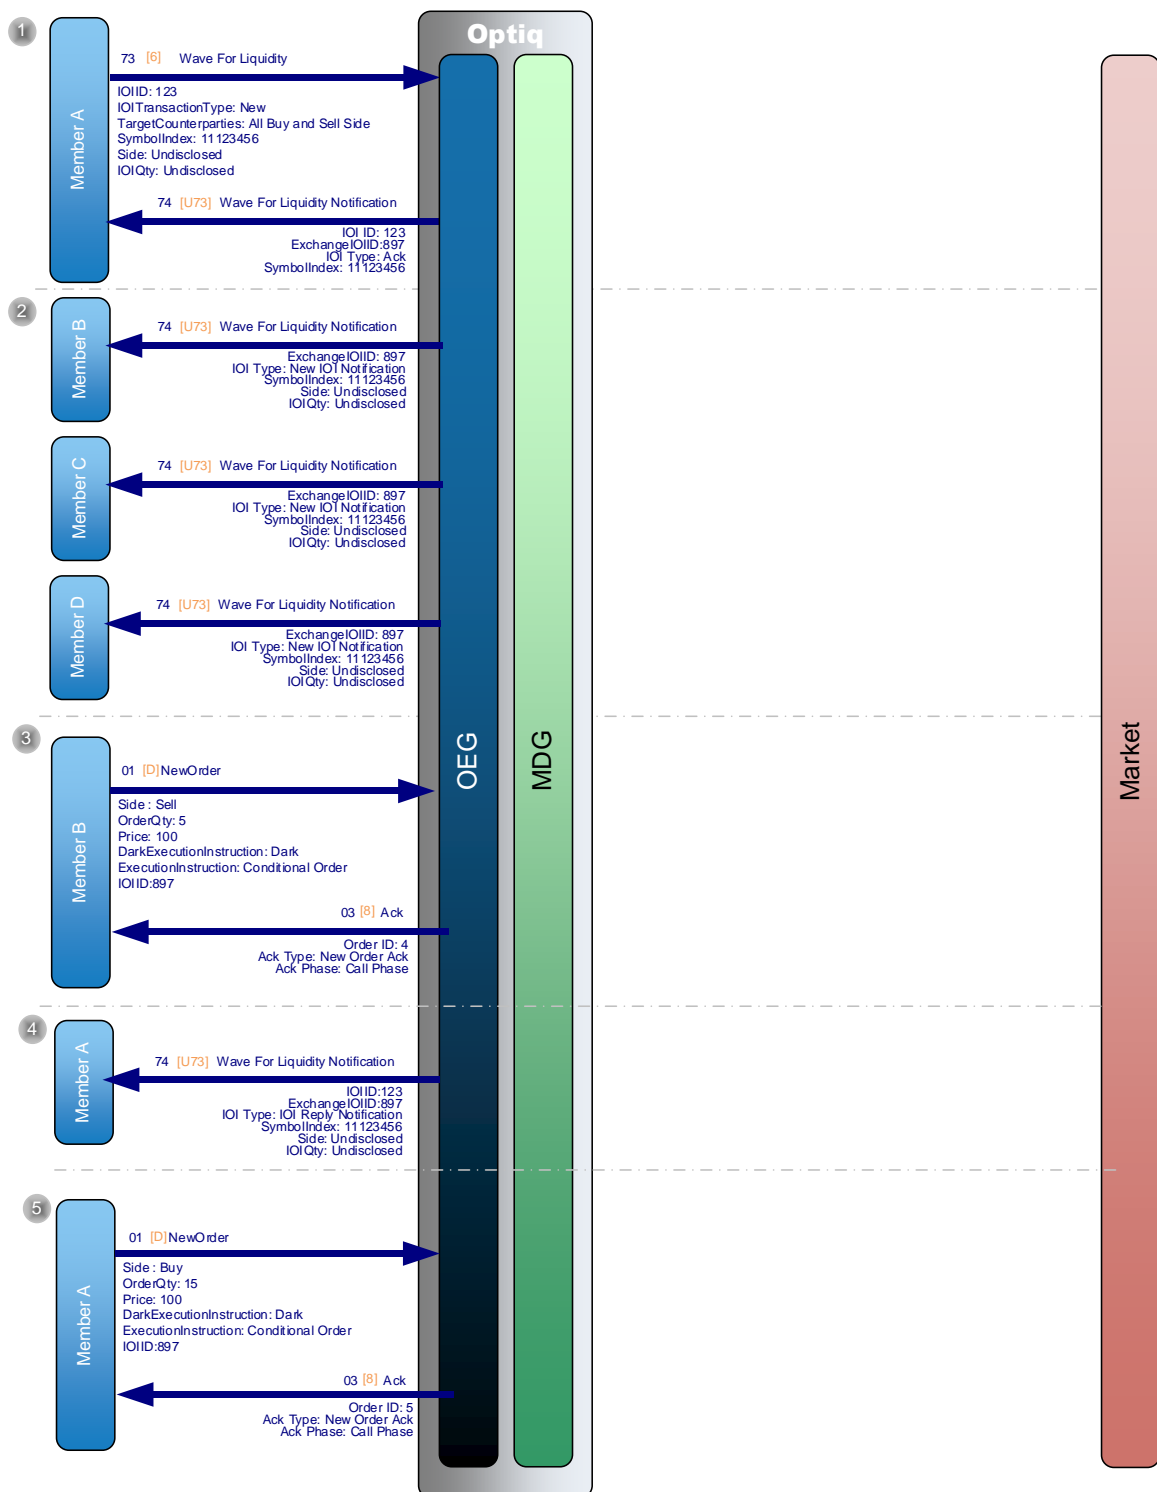 1
Optiq
73 [6] Wave For Liquidity
IOIID: 123
IOITransactionType: New
TargetCounterparties: All Buy and Sell Side
SymbolIndex: 11123456
Side: Undisclosed
IOIQty: Undisclosed
Member A
74 [U73] Wave For Liquidity Notification
IOI ID: 123
ExchangeIOIID:897
IOI Type: Ack
SymbolIndex: 11123456
2
Member B
74 [U73] Wave For Liquidity Notification
ExchangeIOIID: 897
IOI Type: New IOI Notification
SymbolIndex: 11123456
Side: Undisclosed
IOIQty: Undisclosed
Member C
74 [U73] Wave For Liquidity Notification
ExchangeIOIID: 897
IOI Type: New IOI Notification
SymbolIndex: 11123456
Side: Undisclosed
IOIQty: Undisclosed
Member D
74 [U73] Wave For Liquidity Notification
ExchangeIOIID: 897
IOI Type: New IOI Notification
SymbolIndex: 11123456
Side: Undisclosed
IOIQty: Undisclosed
OEG
MDG
Market
3
Member B
01 [D]NewOrder
Side : Sell
OrderQty: 5
Price: 100
DarkExecutionInstruction: Dark
ExecutionInstruction: Conditional Order
IOIID:897
03 [8] Ack
Order ID: 4
Ack Type: New Order Ack
Ack Phase: Call Phase
4
Member A
74 [U73] Wave For Liquidity Notification
IOIID:123
ExchangeIOIID:897
IOI Type: IOI Reply Notification
SymbolIndex: 11123456
Side: Undisclosed
IOIQty: Undisclosed
5
Member A
01 [D]NewOrder
Side : Buy
OrderQty: 15
Price: 100
DarkExecutionInstruction: Dark
ExecutionInstruction: Conditional Order
IOIID:897
03 [8] Ack
Order ID: 5
Ack Type: New Order Ack
Ack Phase: Call Phase